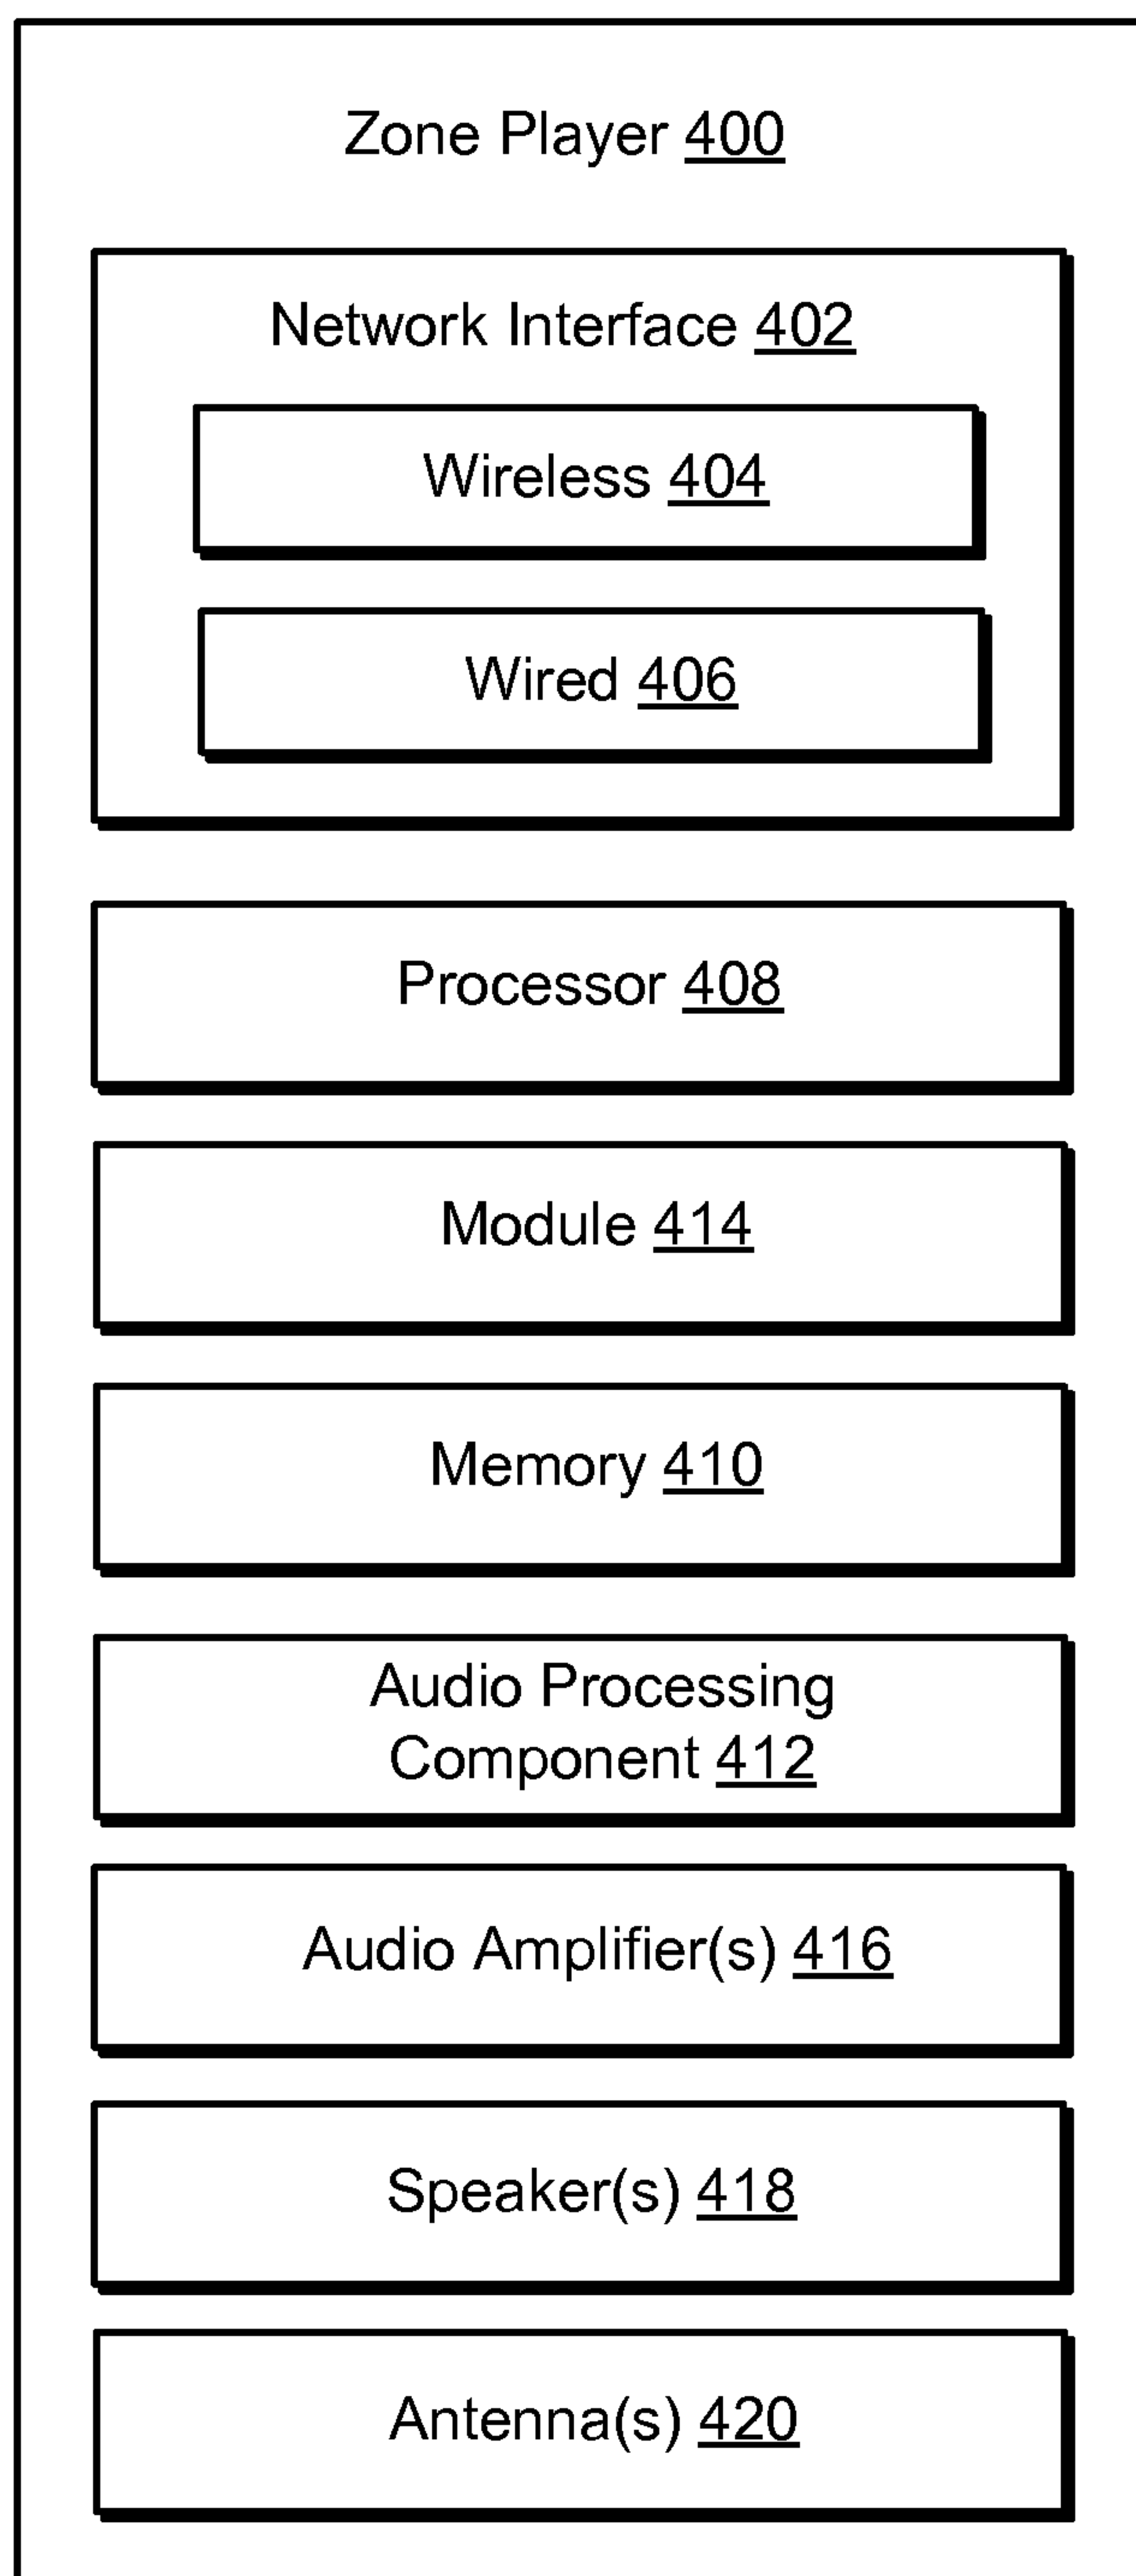 Zone Player 400
Network Interface 402
Wireless 404
Wired 406
Processor 408
Module 414
Memory 410
Audio Processing
Component 412
Audio Amplifier(s) 416
Speaker(s) 418
Antenna(s) 420